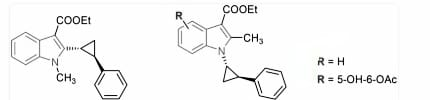 COOEt
N
CH₃
R
COOEt
CH₃
N
R = H
R = 5-OH-6-OAc